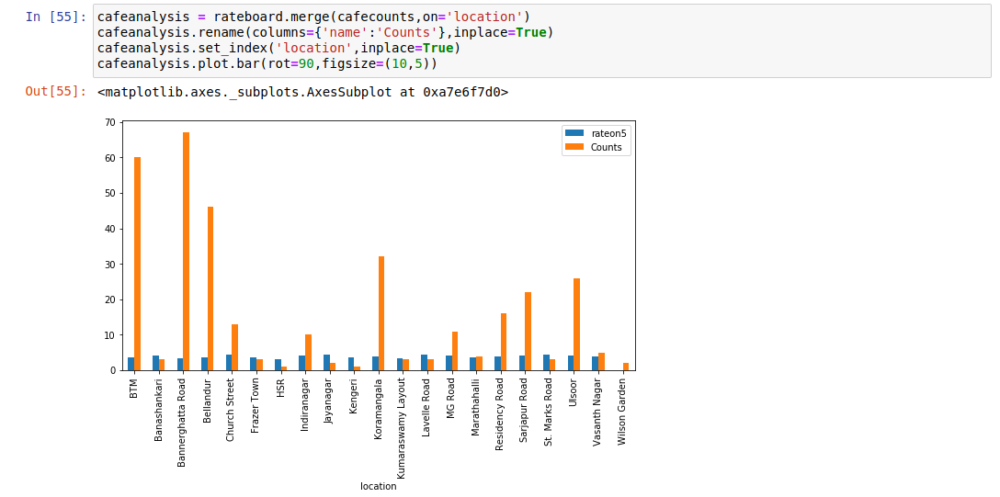 In [55]: cafeanalysis = rateboard.merge(cafecounts,on='location')
cafeanalysis.rename(columns={'name':'Counts'},inplace=True)
cafeanalysis.set_index('location',inplace=True)
cafeanalysis.plot.bar(rot=90,figsize=(10,5))
Out[55]: <matplotlib.axes._subplots.AxesSubplot at 0xa7e6f7d0>
70
60
50
40
30
20
10
0
rateon5
Counts
BTM
Banashankari
Bannerghatta Road
Bellandur
Church Street
Frazer Town
HSR
Indiranagar
Jayanagar
Kengeri
Koramangala
Kumaraswamy Layout
Lavelle Road
MG Road
Marathahalli
Residency Road
Sarjapur Road
St. Marks Road
Ulsoor
Vasanth Nagar
Wilson Garden
location